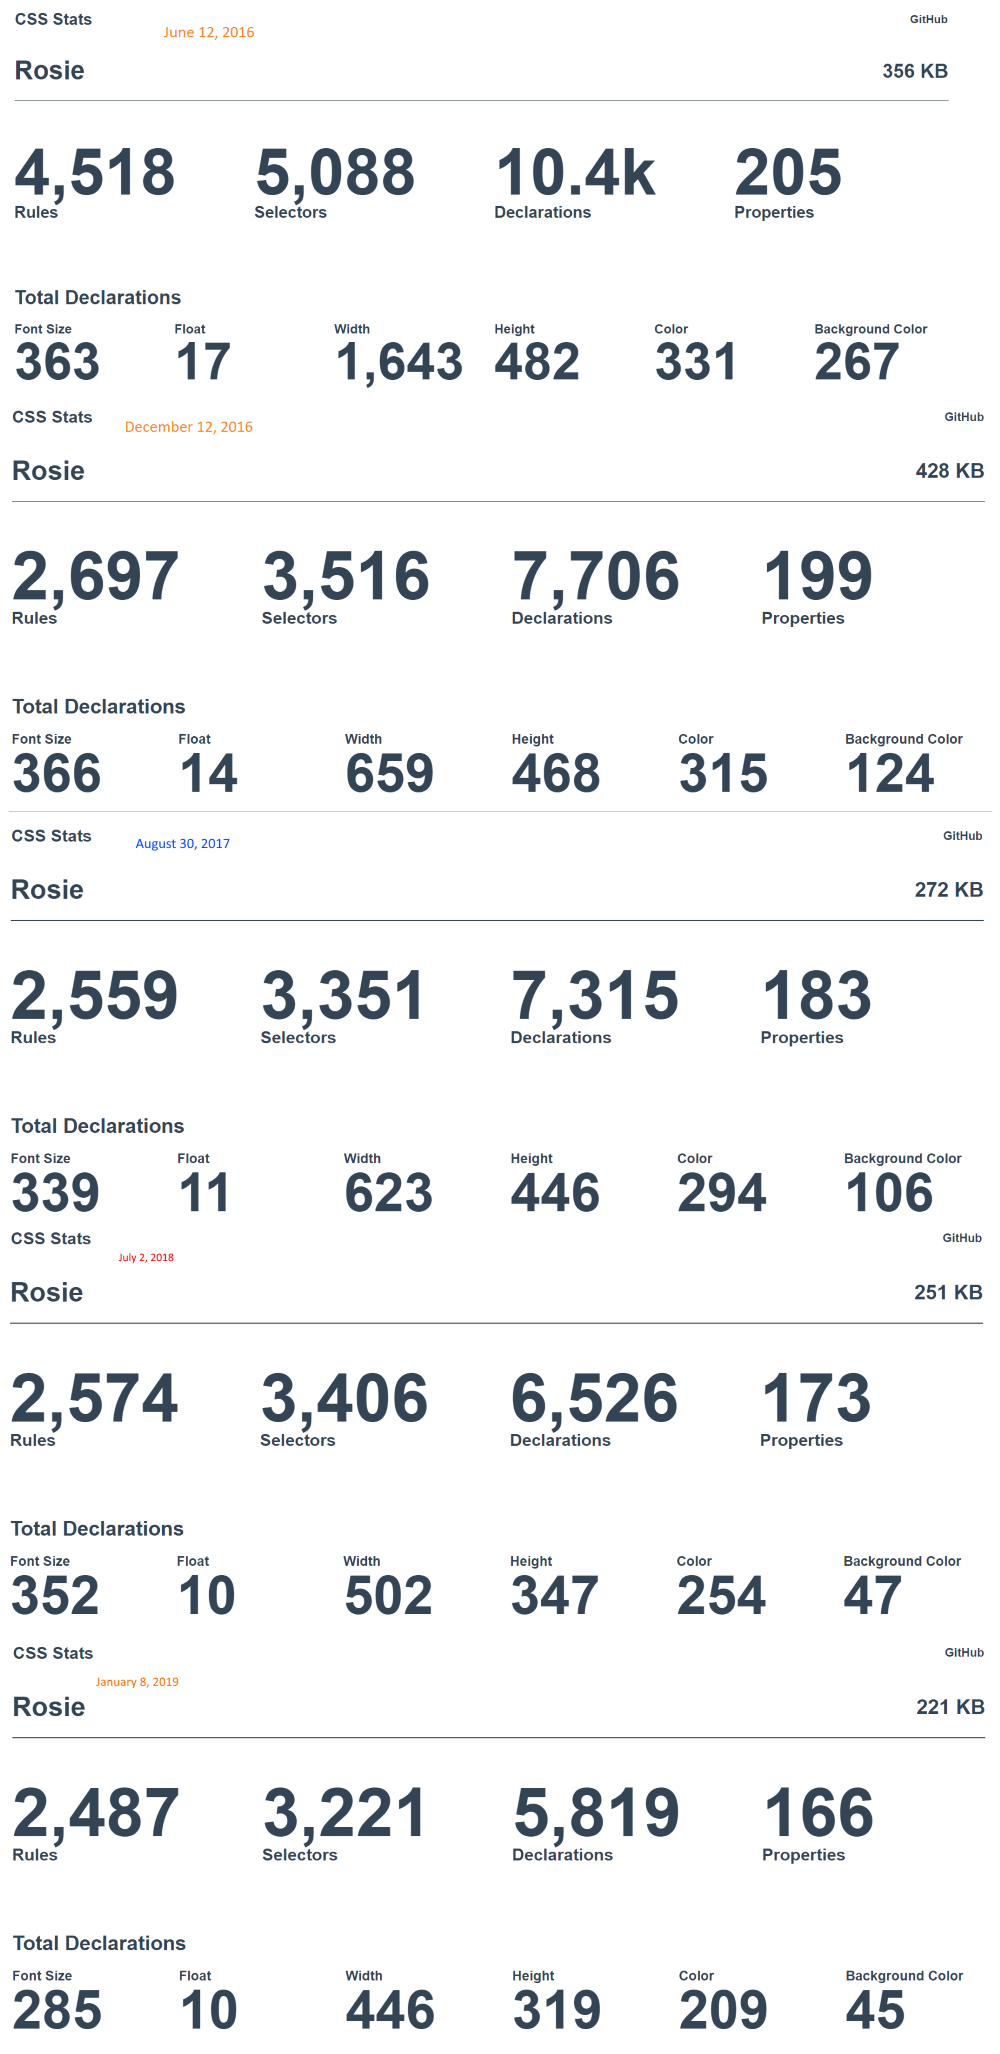 CSS Stats GitHub
June 12, 2016
Rosie 356 KB
4,518 5,088 10.4k 205
Rules Selectors Declarations Properties
Total Declarations
Font Size Float Width Height Color Background Color
363 17 1,643 482 331 267
CSS Stats GitHub
December 12, 2016
Rosie 428 KB
2,697 3,516 7,706 199
Rules Selectors Declarations Properties
Total Declarations
Font Size Float Width Height Color Background Color
366 14 659 468 315 124
CSS Stats GitHub
August 30, 2017
Rosie 272 KB
2,559 3,351 7,315 183
Rules Selectors Declarations Properties
Total Declarations
Font Size Float Width Height Color Background Color
339 11 623 446 294 106
CSS Stats GitHub
July 2, 2018
Rosie 251 KB
2,574 3,406 6,526 173
Rules Selectors Declarations Properties
Total Declarations
Font Size Float Width Height Color Background Color
352 10 502 347 254 47
CSS Stats GitHub
January 8, 2019
Rosie 221 KB
2,487 3,221 5,819 166
Rules Selectors Declarations Properties
Total Declarations
Font Size Float Width Height Color Background Color
285 10 446 319 209 45